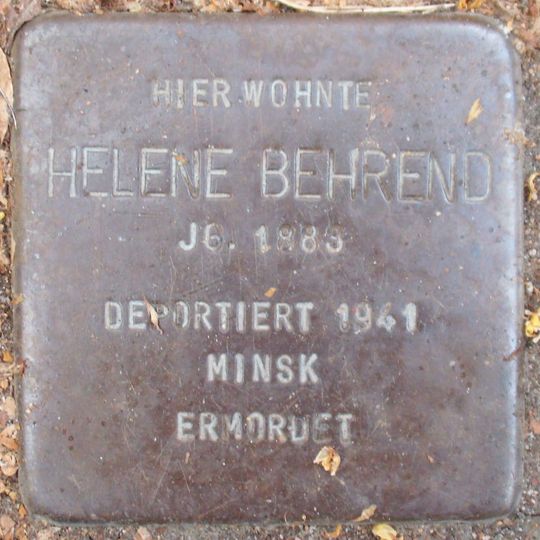 HIER WOHNTE
HELENE BEHREND
JG. 1883
DEPORTIERT 1941
MINSK
ERMORDET